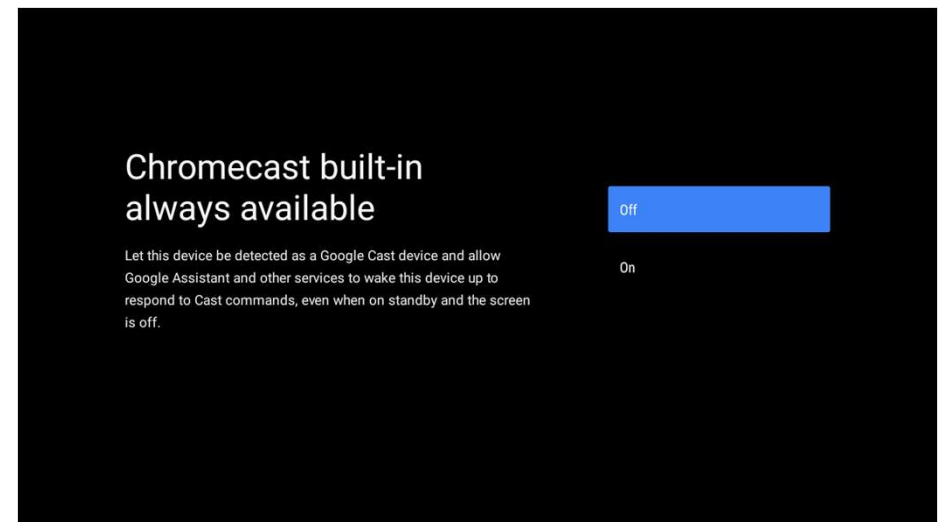 Chromecast built-in
always available
Let this device be detected as a Google Cast device and allow
Google Assistant and other services to wake this device up to
respond to Cast commands, even when on standby and the screen
is off.
Off
On